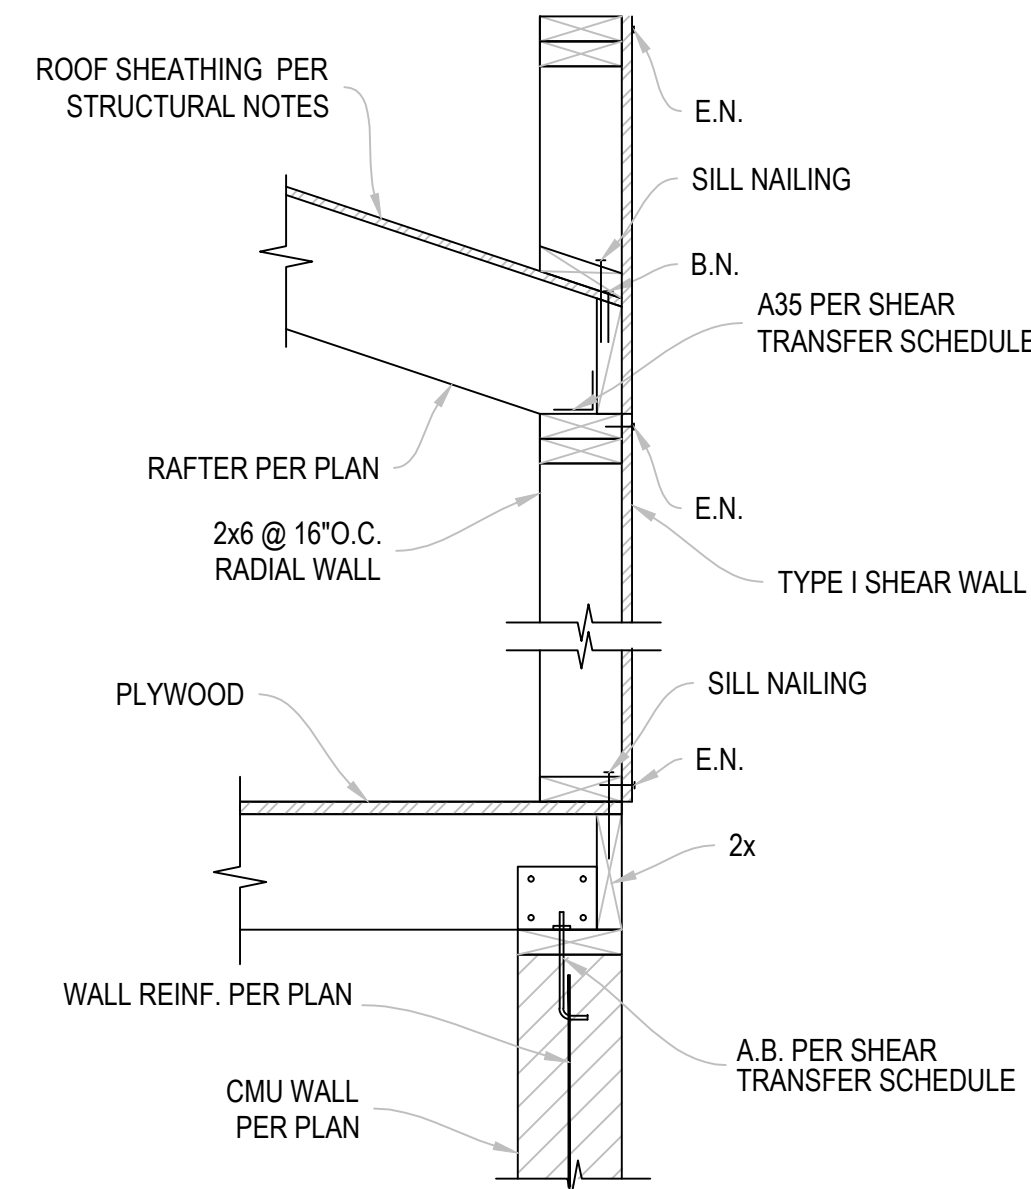 ROOF SHEATHING PER
STRUCTURAL NOTES
E.N.
SILL NAILING
B.N.
A35 PER SHEAR
TRANSFER SCHEDULE
RAFTER PER PLAN
2x6 @ 16"O.C.
RADIAL WALL
E.N.
TYPE I SHEAR WALL
PLYWOOD
SILL NAILING
E.N.
2x
WALL REINF. PER PLAN
A.B. PER SHEAR
TRANSFER SCHEDULE
CMU WALL
PER PLAN